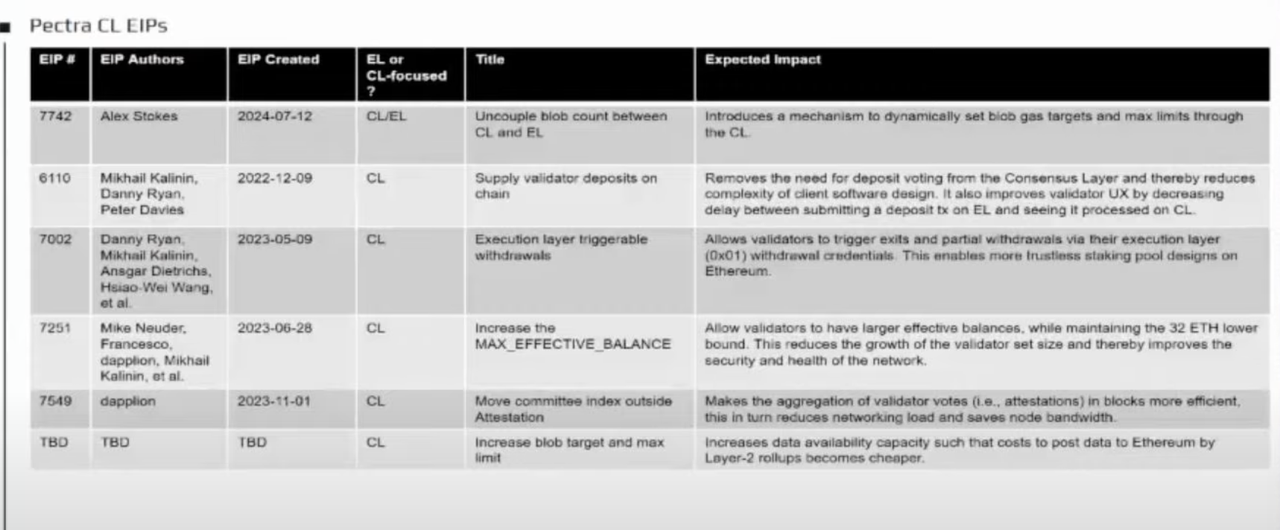 Pectra CL EIPs
EIP # EIP Authors EIP Created EL or CL-focused ? Title Expected Impact
7742 Alex Stokes 2024-07-12 CL/EL Uncouple blob count between CL and EL Introduces a mechanism to dynamically set blob gas targets and max limits through the CL.
6110 Mikhail Kalinin, Danny Ryan, Peter Davies 2022-12-09 CL Supply validator deposits on chain Removes the need for deposit voting from the Consensus Layer and thereby reduces complexity of client software design. It also improves validator UX by decreasing delay between submitting a deposit tx on EL and seeing it processed on CL.
7002 Danny Ryan, Mikhail Kalinin, Ansgar Dietrichs, Hsiao-Wei Wang, et al. 2023-05-09 CL Execution layer triggerable withdrawals Allows validators to trigger exits and partial withdrawals via their execution layer (0x01) withdrawal credentials. This enables more trustless staking pool designs on Ethereum.
7251 Mike Neuder, Francesco, dapplion, Mikhail Kalinin, et al. 2023-06-28 CL Increase the MAX_EFFECTIVE_BALANCE Allow validators to have larger effective balances, while maintaining the 32 ETH lower bound. This reduces the growth of the validator set size and thereby improves the security and health of the network.
7549 dapplion 2023-11-01 CL Move committee index outside Attestation Makes the aggregation of validator votes (i.e., attestations) in blocks more efficient, this in turn reduces networking load and saves node bandwidth.
TBD TBD TBD CL Increase blob target and max limit Increases data availability capacity such that costs to post data to Ethereum by Layer-2 rollups becomes cheaper.